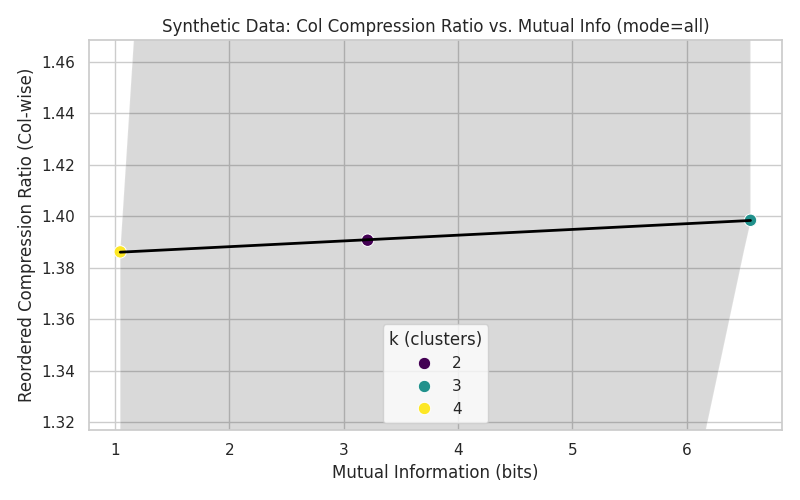 Synthetic Data: Col Compression Ratio vs. Mutual Info (mode=all)
Reordered Compression Ratio (Col-wise)
1.46
1.44
1.42
1.40
1.38
1.36
1.34
1.32
k (clusters)
2
3
4
1 2 3 4 5 6
Mutual Information (bits)